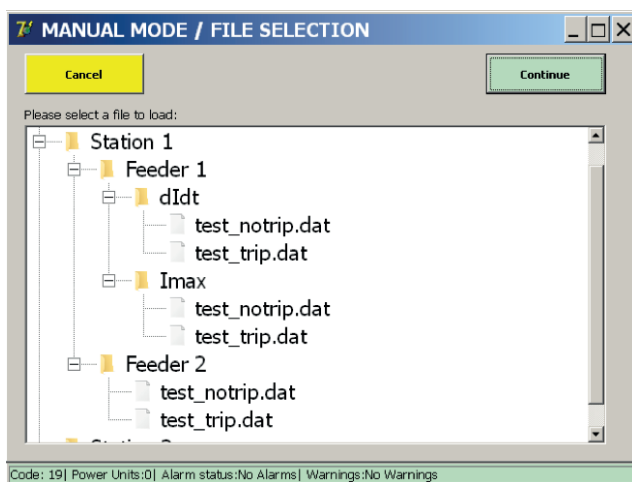 MANUAL MODE / FILE SELECTION
Cancel
Continue
Please select a file to load:
Station 1
Feeder 1
dIdt
test_notrip.dat
test_trip.dat
Imax
test_notrip.dat
test_trip.dat
Feeder 2
test_notrip.dat
test_trip.dat
Code: 19| Power Units:0| Alarm status:No Alarms| Warnings:No Warnings